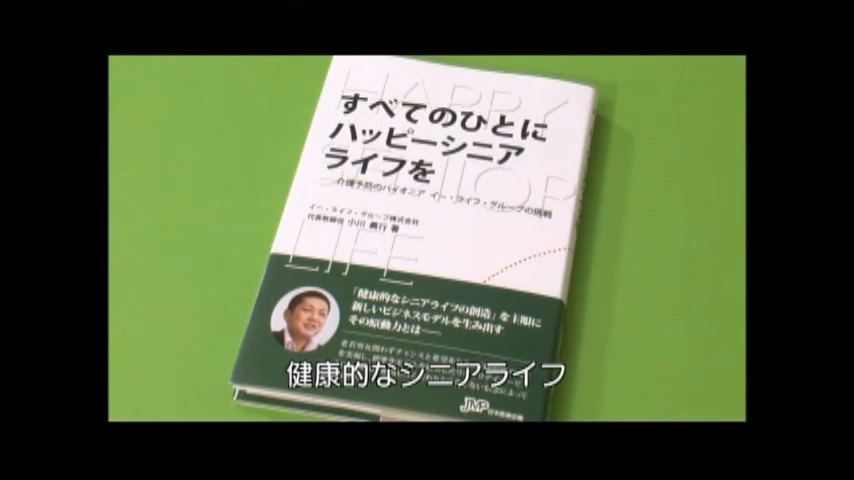 HAPPY
SENIOR
LIFE
すべてのひとに
ハッピーシニア
ライフを
介護予防のパイオニア イー・ライフ・グループの挑戦
イー・ライフ・グループ株式会社
代表取締役 小川 義行 著
「健康的なシニアライフの創造」を主眼に
新しいビジネスモデルを生み出す
その原動力とは──
健康的なシニアライフ
JMP